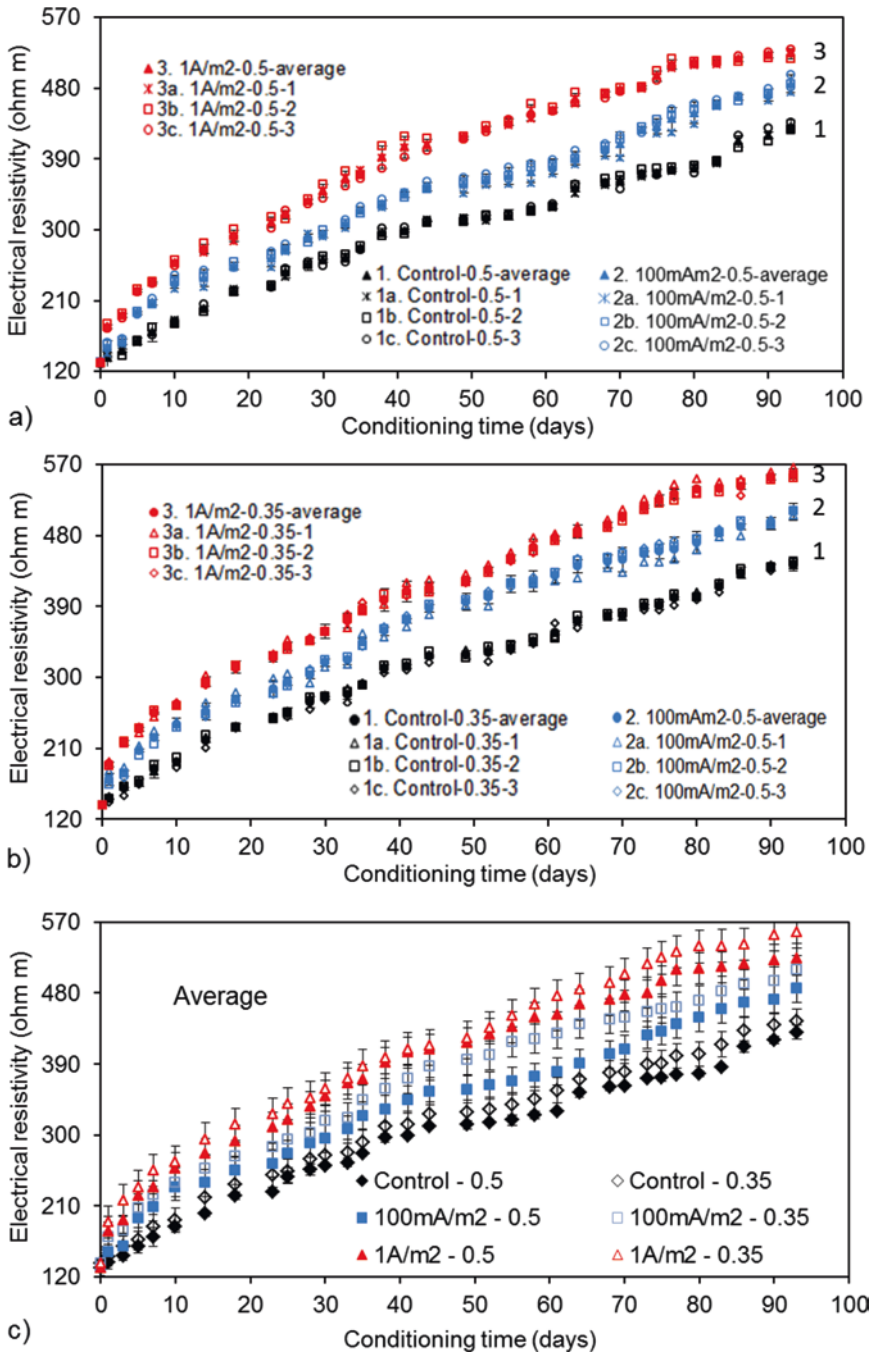 570
480
390
300
210
120
Electrical resistivity (ohm m)
3. 1A/m2-0.5-average
3a. 1A/m2-0.5-1
3b. 1A/m2-0.5-2
3c. 1A/m2-0.5-3
3
2
1
1. Control-0.5-average
1a. Control-0.5-1
1b. Control-0.5-2
1c. Control-0.5-3
2. 100mAm2-0.5-average
2a. 100mA/m2-0.5-1
2b. 100mA/m2-0.5-2
2c. 100mA/m2-0.5-3
0 10 20 30 40 50 60 70 80 90 100
Conditioning time (days)
a)
570
480
390
300
210
120
Electrical resistivity (ohm m)
3. 1A/m2-0.35-average
3a. 1A/m2-0.35-1
3b. 1A/m2-0.35-2
3c. 1A/m2-0.35-3
3
2
1
1. Control-0.35-average
1a. Control-0.35-1
1b. Control-0.35-2
1c. Control-0.35-3
2. 100mAm2-0.5-average
2a. 100mA/m2-0.5-1
2b. 100mA/m2-0.5-2
2c. 100mA/m2-0.5-3
0 10 20 30 40 50 60 70 80 90 100
Conditioning time (days)
b)
570
480
390
300
210
120
Electrical resistivity (ohm m)
Average
Control - 0.5
Control - 0.35
100mA/m2 - 0.5
100mA/m2 - 0.35
1A/m2 - 0.5
1A/m2 - 0.35
0 10 20 30 40 50 60 70 80 90 100
Conditioning time (days)
c)